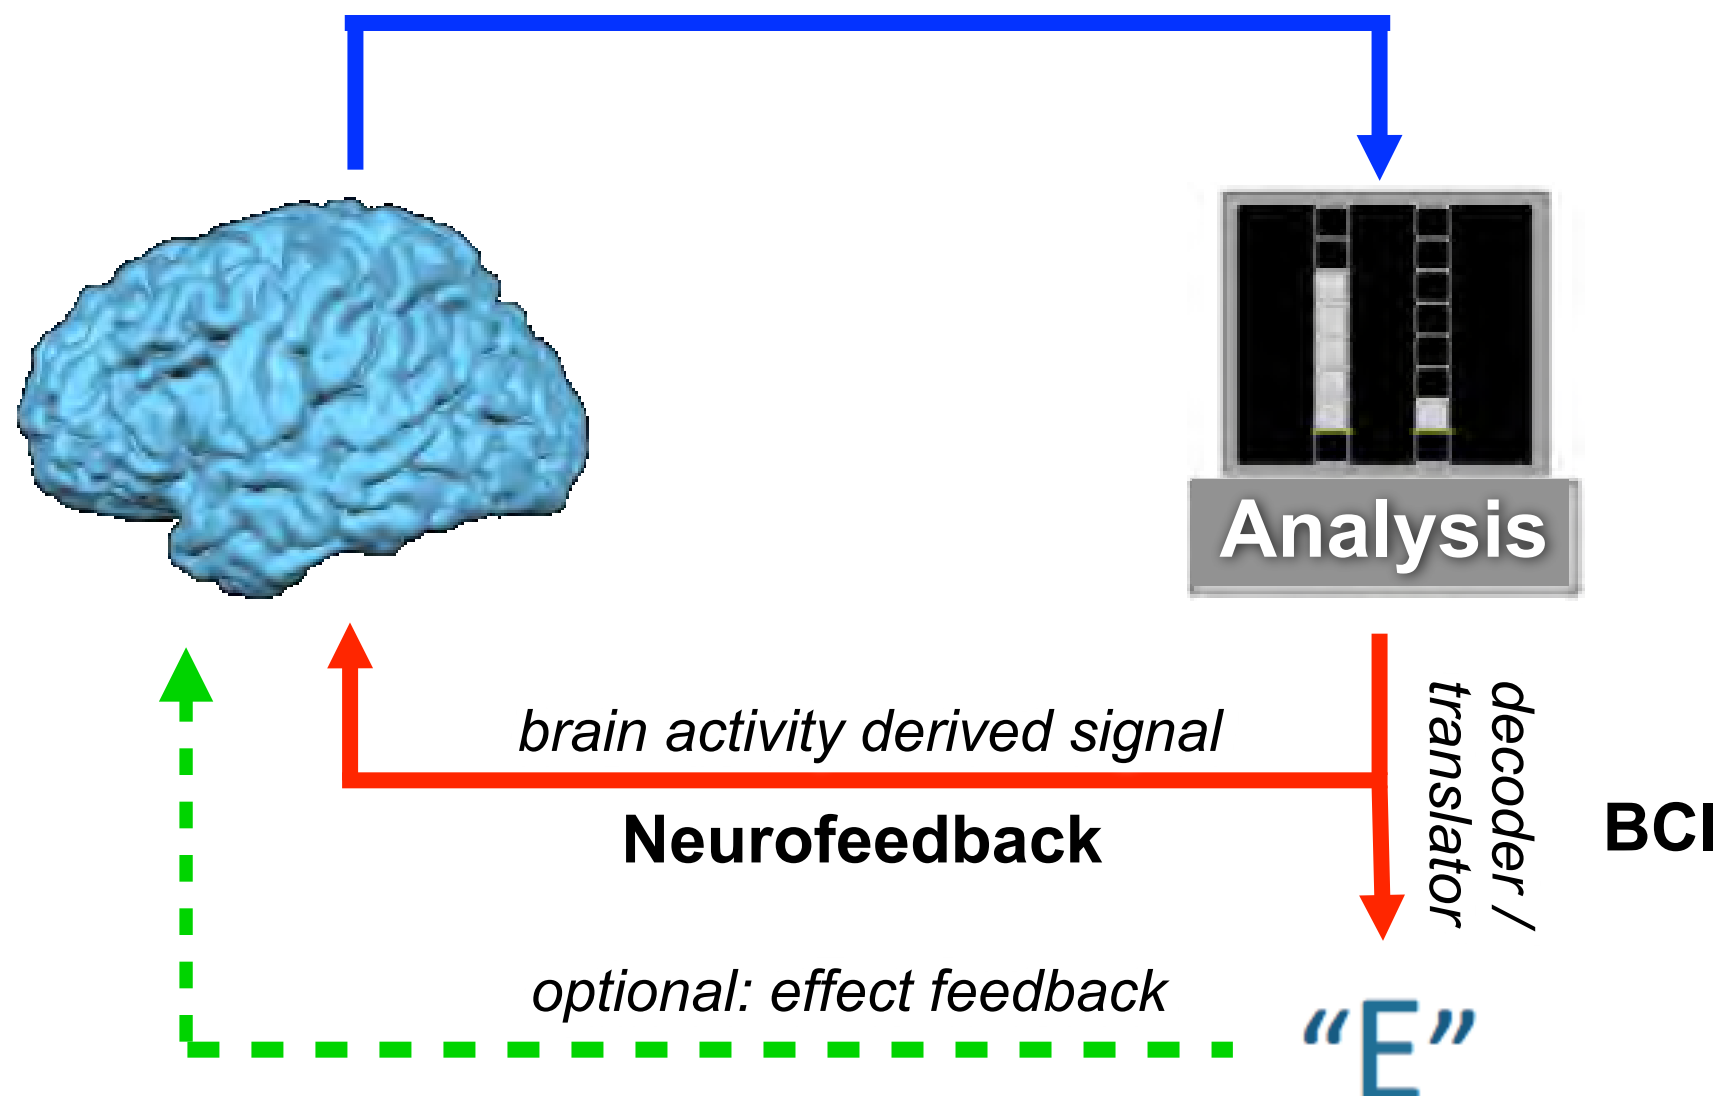 Analysis
brain activity derived signal
Neurofeedback
decoder /
translator
BCI
optional: effect feedback
“E”